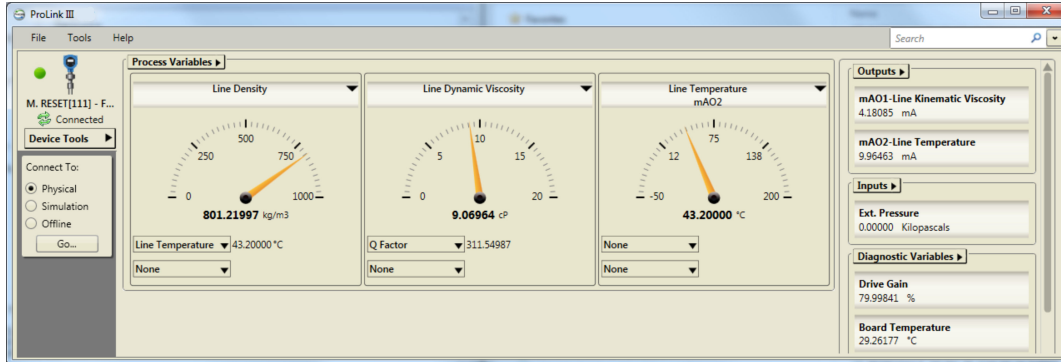 ProLink III
File Tools Help
Search
M. RESET[111] - F...
Connected
Device Tools
Connect To:
Physical
Simulation
Offline
Go...
Process Variables
Line Density
0 250 500 750 1000
801.21997 kg/m3
Line Temperature 43.20000 °C
None
Line Dynamic Viscosity
0 5 10 15 20
9.06964 cP
Q Factor 311.54987
None
Line Temperature
mAO2
-50 12 75 138 200
43.20000 °C
None
None
Outputs
mAO1-Line Kinematic Viscosity
4.18085 mA
mAO2-Line Temperature
9.96463 mA
Inputs
Ext. Pressure
0.00000 Kilopascals
Diagnostic Variables
Drive Gain
79.99841 %
Board Temperature
29.26177 °C